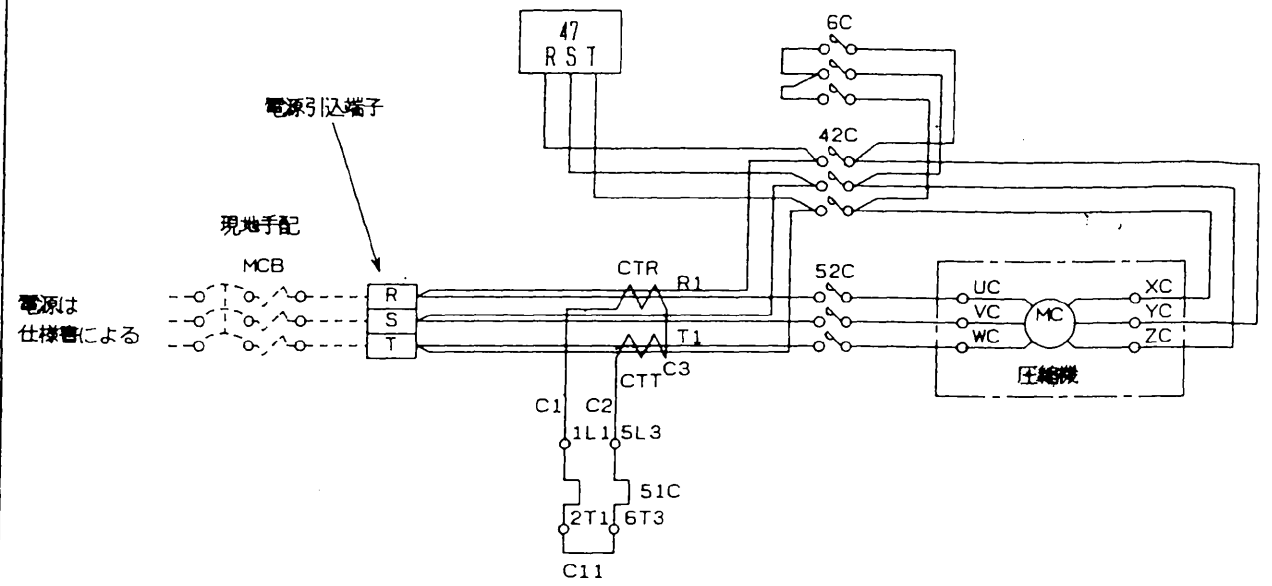 47
R S T
6C
電源引込端子
42C
現地手配
MCB
CTR
R1
52C
電源は
仕様書による
R
S
T
UC
VC
WC
MC
XC
YC
ZC
T1
C3
CTT
圧縮機
C1
C2
1L1
5L3
51C
2T1
6T3
C11